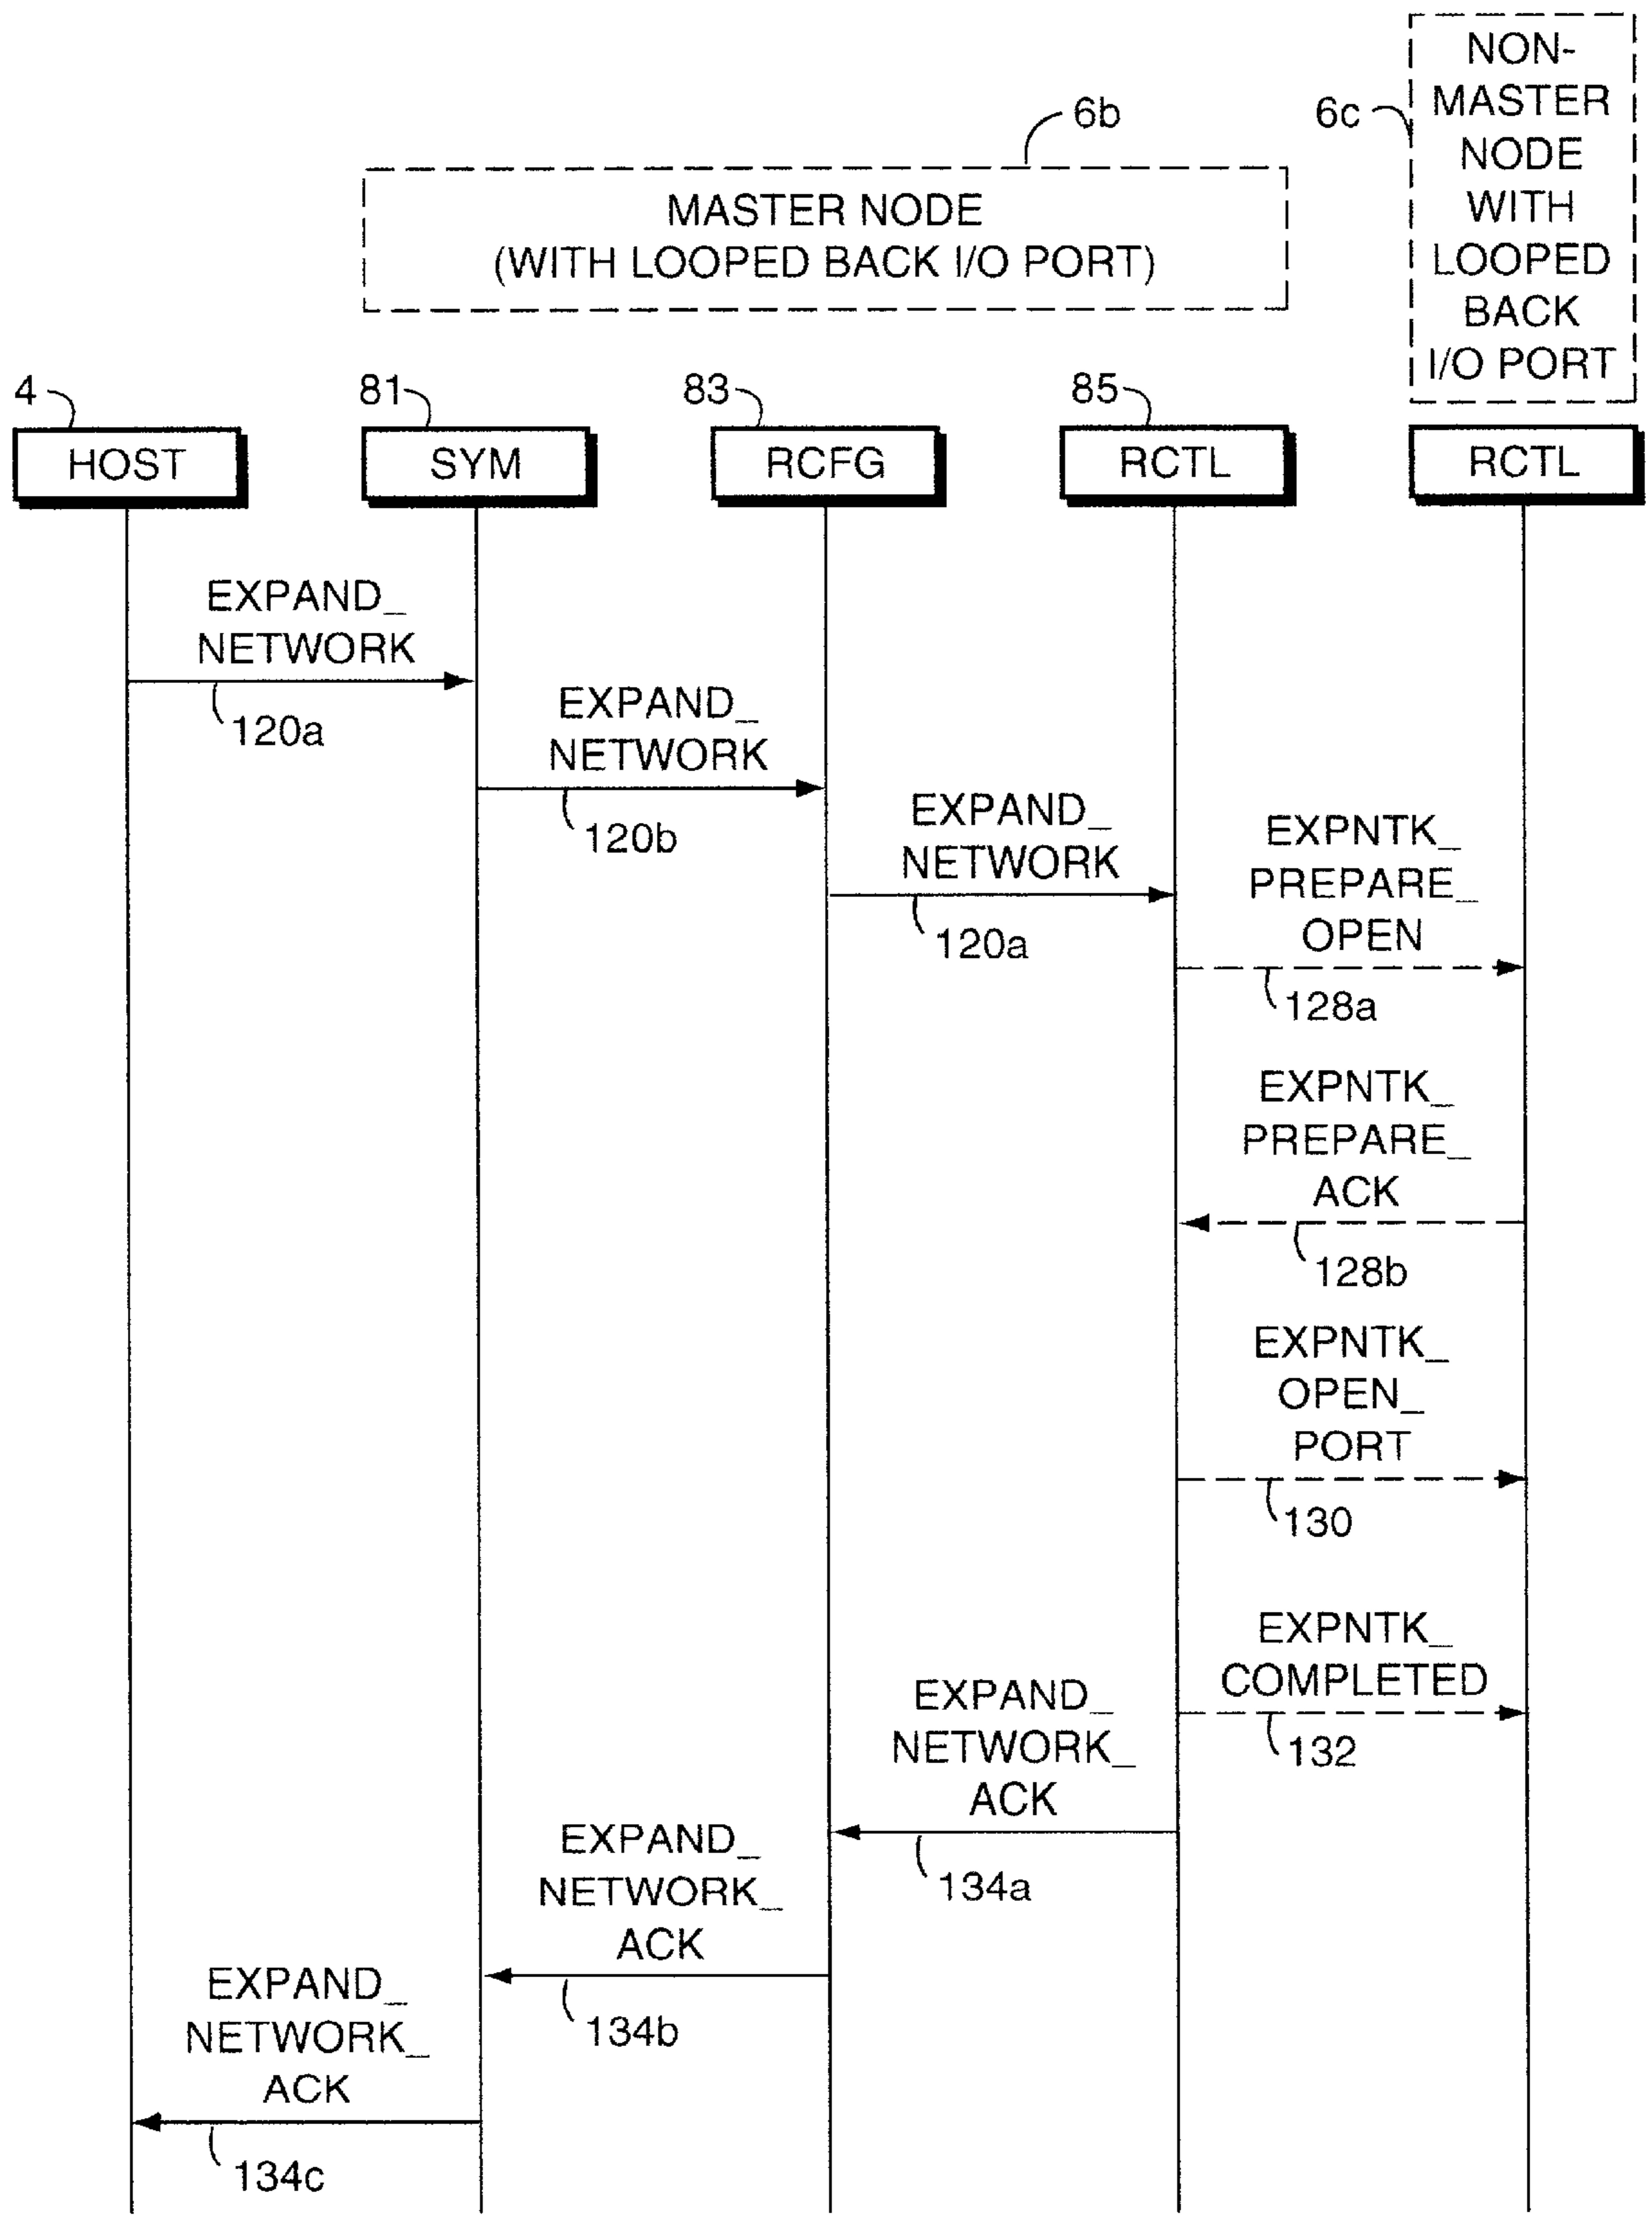 NON-
MASTER
NODE
WITH
LOOPED
BACK
I/O PORT
6c
6b
MASTER NODE
(WITH LOOPED BACK I/O PORT)
4
81
83
85
HOST
SYM
RCFG
RCTL
RCTL
EXPAND_
NETWORK
120a
EXPAND_
NETWORK
120b
EXPAND_
NETWORK
120a
EXPNTK_
PREPARE_
OPEN
128a
EXPNTK_
PREPARE_
ACK
128b
EXPNTK_
OPEN_
PORT
130
EXPNTK_
COMPLETED
132
EXPAND_
NETWORK_
ACK
134a
EXPAND_
NETWORK_
ACK
134b
EXPAND_
NETWORK_
ACK
134c